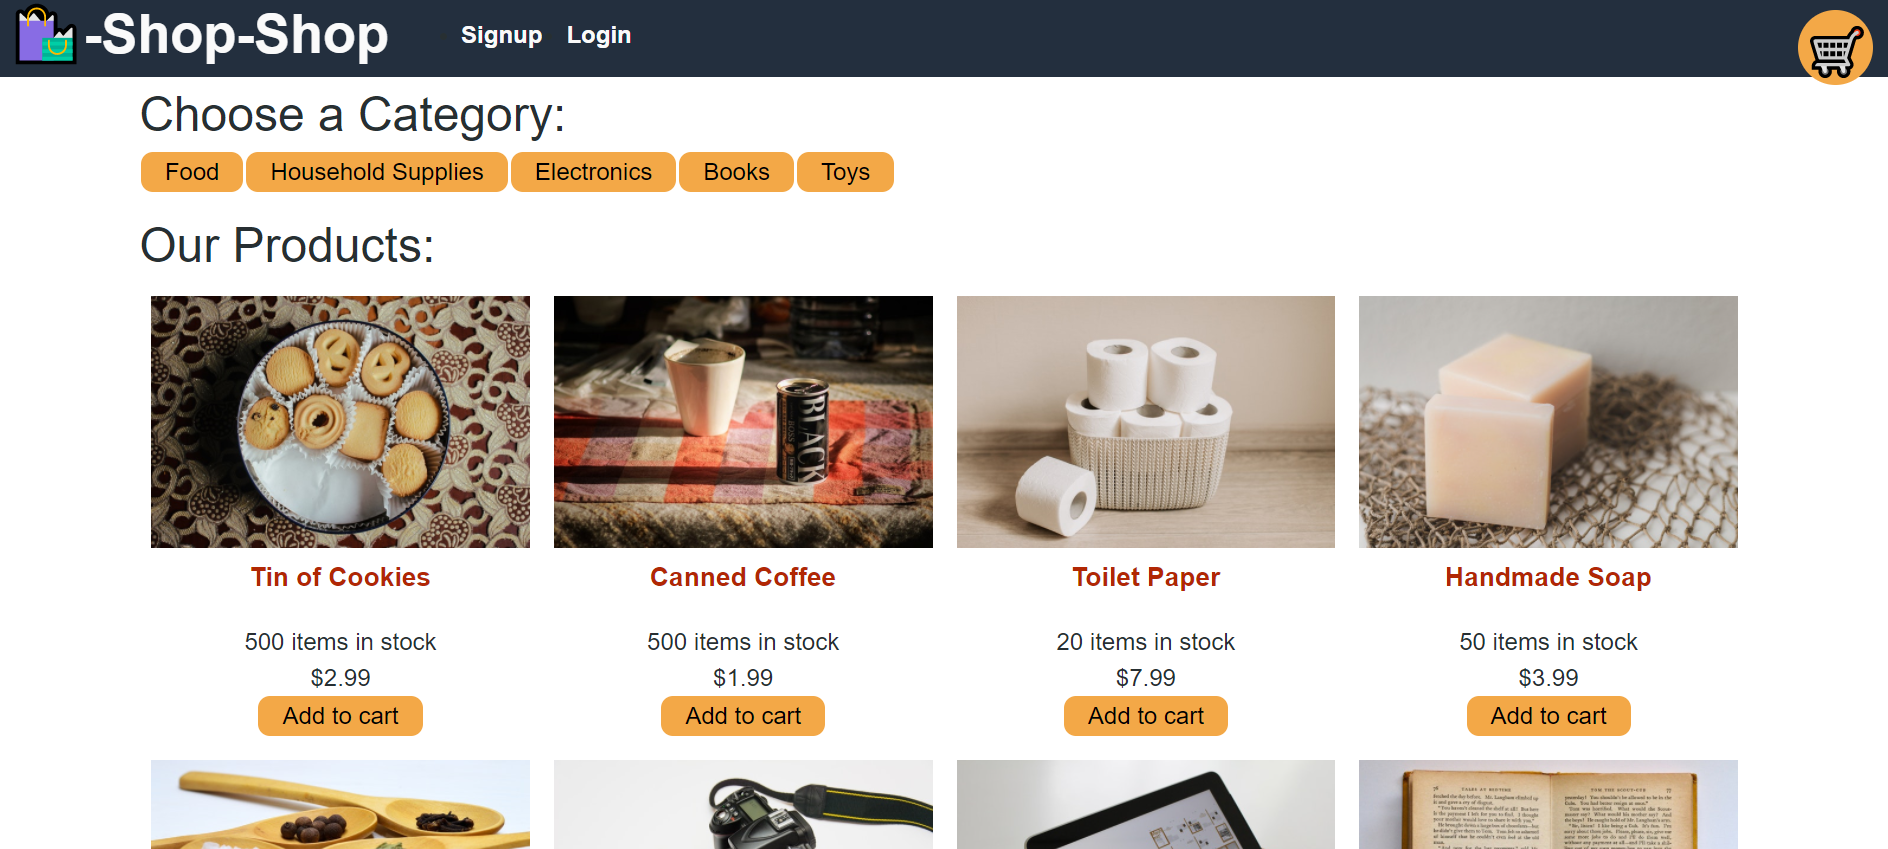 -Shop-Shop
Signup Login
Choose a Category:
Food Household Supplies Electronics Books Toys
Our Products:
BOSS
BLACK
Tin of Cookies
500 items in stock
$2.99
Add to cart
Canned Coffee
500 items in stock
$1.99
Add to cart
Toilet Paper
20 items in stock
$7.99
Add to cart
Handmade Soap
50 items in stock
$3.99
Add to cart